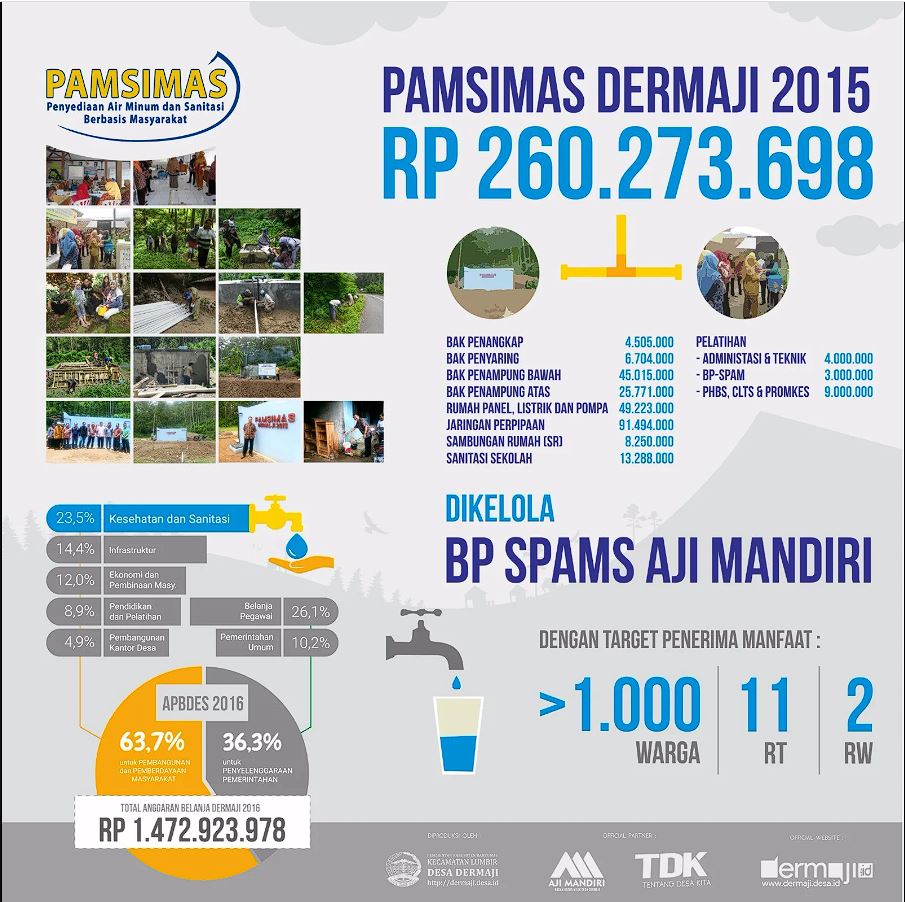 PAMSIMAS
Penyediaan Air Minum dan Sanitasi
Berbasis Masyarakat
PAMSIMAS DERMAJI 2015
RP 260.273.698
BAK PENANGKAP 4.505.000
BAK PENYARING 6.704.000
BAK PENAMPUNG BAWAH 45.015.000
BAK PENAMPUNG ATAS 25.771.000
RUMAH PANEL, LISTRIK DAN POMPA 49.223.000
JARINGAN PERPIPAAN 91.494.000
SAMBUNGAN RUMAH (SR) 8.250.000
SANITASI SEKOLAH 13.288.000
PELATIHAN
- ADMINISTASI & TEKNIK 4.000.000
- BP-SPAM 3.000.000
- PHBS, CLTS & PROMKES 9.000.000
PAMSIMAS
23,5% Kesehatan dan Sanitasi
14,4% Infrastruktur
12,0% Ekonomi dan
Pembinaan Masy.
8,9% Pendidikan
dan Pelatihan
4,9% Pembangunan
Kantor Desa
Belanja
Pegawai 26,1%
Pemerintahan
Umum 10,2%
APBDES 2016
63,7%
untuk PEMBANGUNAN
dan PEMBERDAYAAN
MASYARAKAT
36,3%
untuk
PENYELENGGARAAN
PEMERINTAHAN
TOTAL ANGGARAN BELANJA DERMAJI 2016
RP 1.472.923.978
DIKELOLA
BP SPAMS AJI MANDIRI
DENGAN TARGET PENERIMA MANFAAT :
>1.000
WARGA
11
RT
2
RW
DIPRODUKSI OLEH :
KECAMATAN LUMBIR
DESA DERMAJI
http://dermaji.desa.id
OFFICIAL PARTNER :
AJI MANDIRI
TDK
TENTANG DESA KITA
OFFICIAL WEBSITE :
Dermaji.id
www.dermaji.desa.id